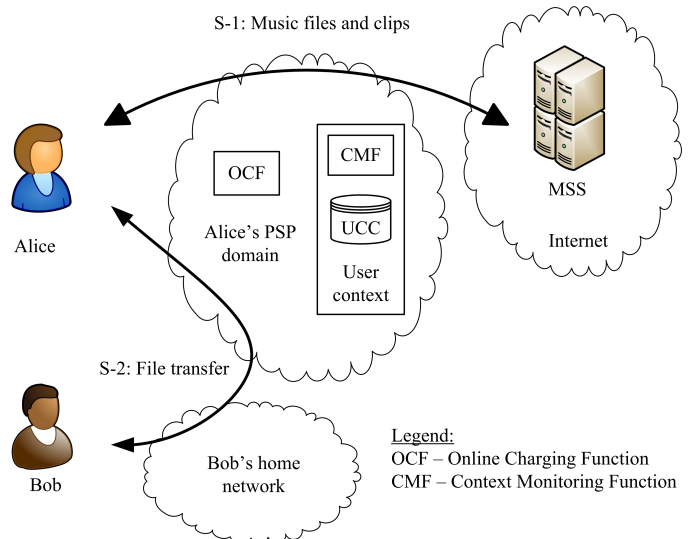 S-1: Music files and clips
OCF
CMF
UCC
Alice's PSP
domain
User
context
MSS
Internet
Alice
S-2: File transfer
Bob
Bob's home
network
Legend:
OCF – Online Charging Function
CMF – Context Monitoring Function